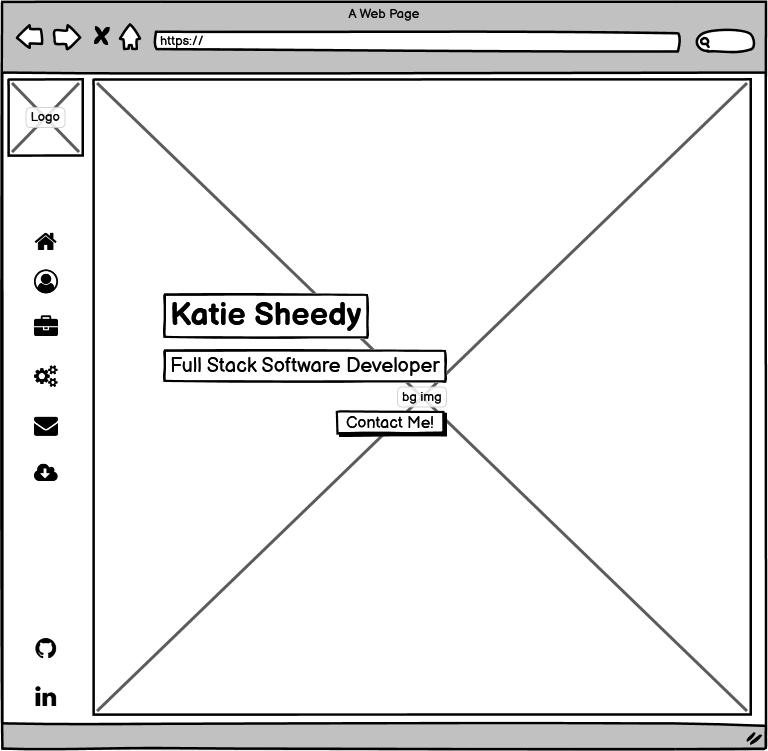 A Web Page
https://
Logo
Katie Sheedy
Full Stack Software Developer
bg img
Contact Me!
in